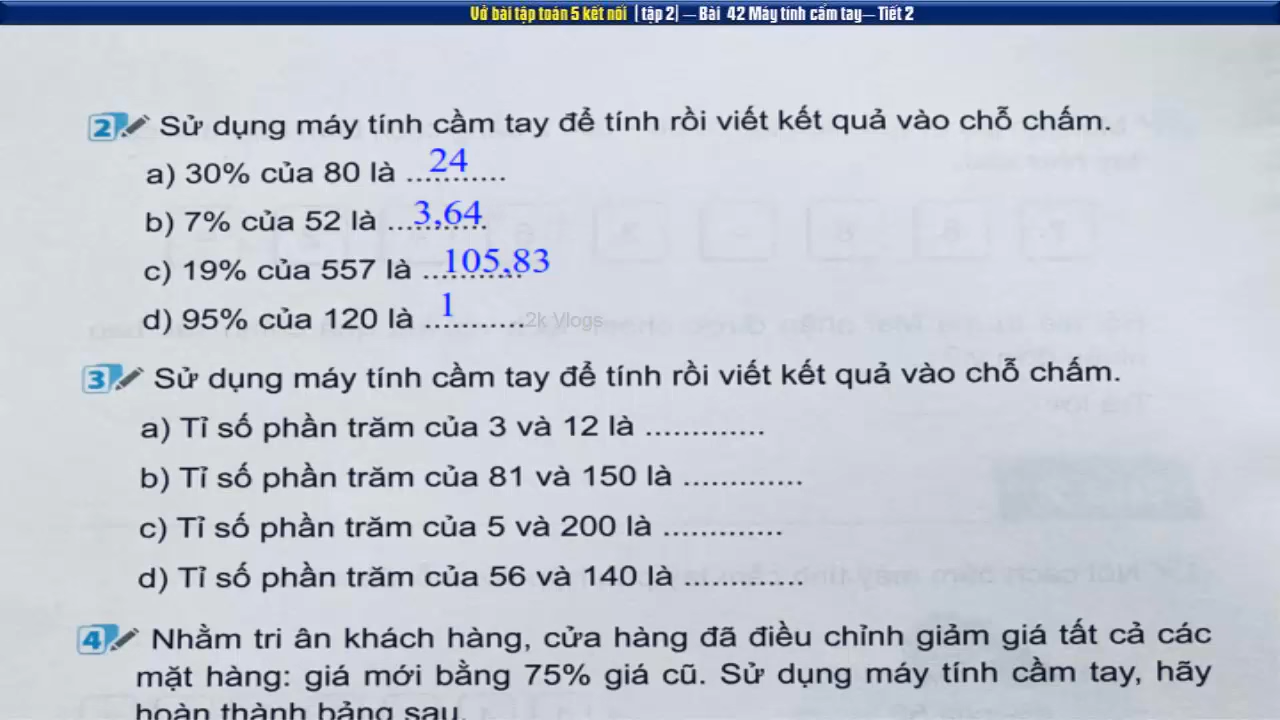 Vở bài tập toán 5 kết nối [ tập 2] – Bài 42 Máy tính cầm tay– Tiết 2
2 Sử dụng máy tính cầm tay để tính rồi viết kết quả vào chỗ chấm.
a) 30% của 80 là ...24...
b) 7% của 52 là ...3,64...
c) 19% của 557 là ...105,83
d) 95% của 120 là ...1...
2k Vlogs
3 Sử dụng máy tính cầm tay để tính rồi viết kết quả vào chỗ chấm.
a) Tỉ số phần trăm của 3 và 12 là .............
b) Tỉ số phần trăm của 81 và 150 là .............
c) Tỉ số phần trăm của 5 và 200 là .............
d) Tỉ số phần trăm của 56 và 140 là .............
4 Nhằm tri ân khách hàng, cửa hàng đã điều chỉnh giảm giá tất cả các
mặt hàng: giá mới bằng 75% giá cũ. Sử dụng máy tính cầm tay, hãy
hoàn thành bảng sau.